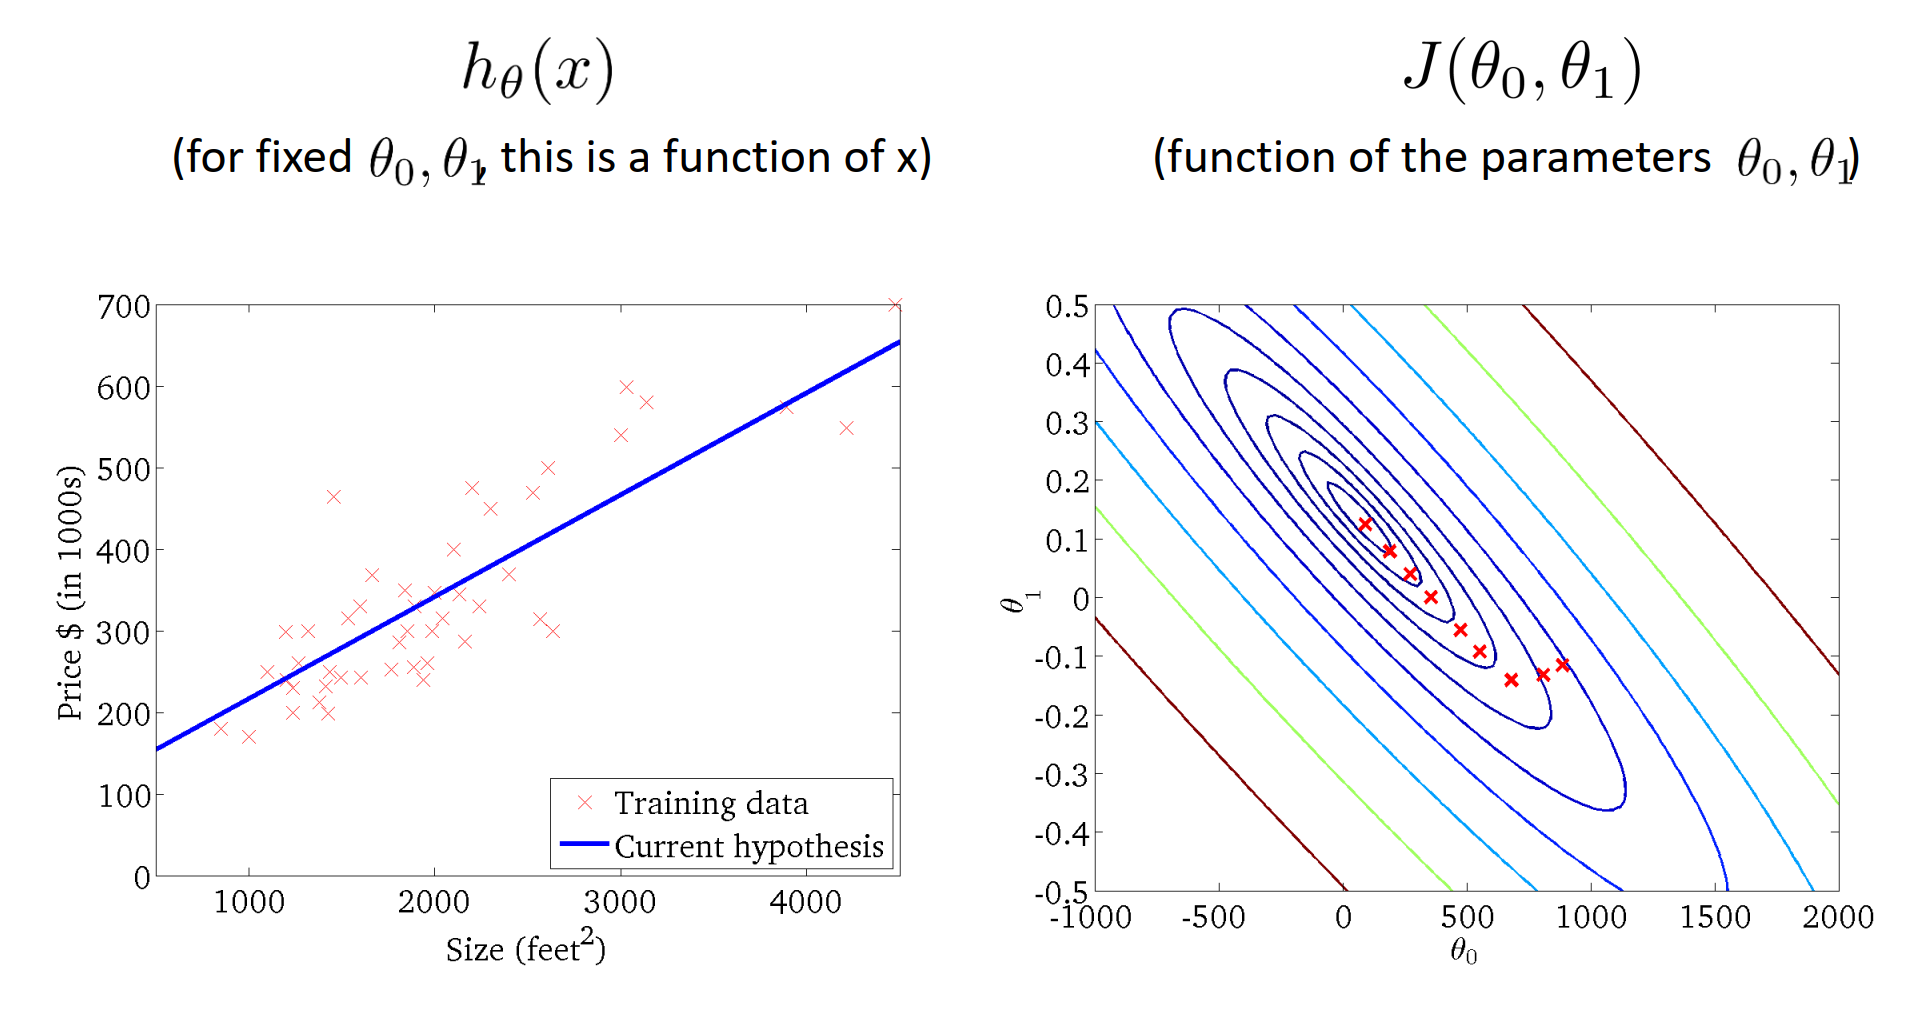 hθ(x)
(for fixed θ0, θ1, this is a function of x)
700
600
500
400
300
200
100
0
Price $ (in 1000s)
1000 2000 3000 4000
Size (feet2)
Training data
Current hypothesis
J(θ0, θ1)
(function of the parameters θ0, θ1)
0.5
0.4
0.3
0.2
0.1
0
-0.1
-0.2
-0.3
-0.4
-0.5
θ1
-1000 -500 0 500 1000 1500 2000
θ0